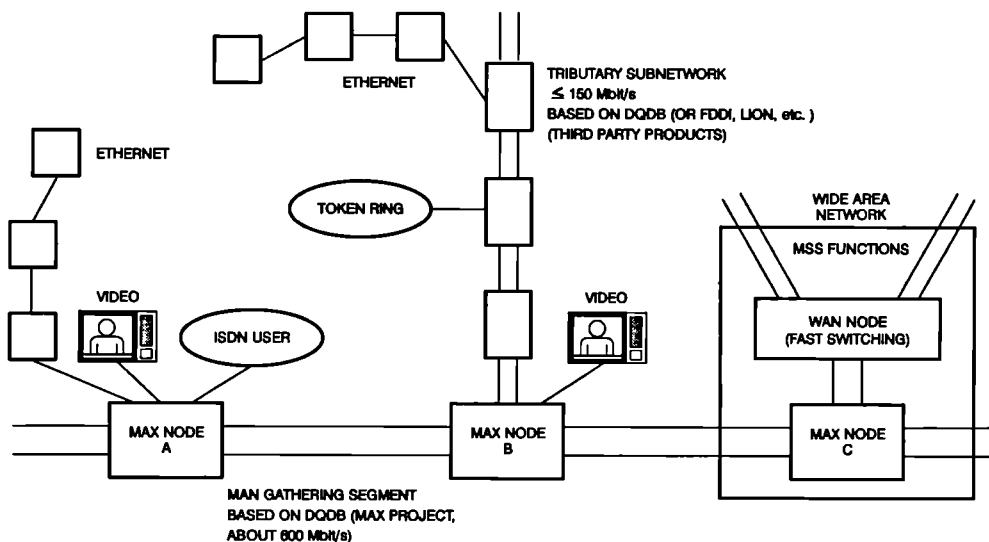 ETHERNET
TRIBUTARY SUBNETWORK
≤ 150 Mbit/s
BASED ON DQDB (OR FDDI, LION, etc. )
(THIRD PARTY PRODUCTS)
ETHERNET
TOKEN RING
WIDE AREA
NETWORK
MSS FUNCTIONS
VIDEO
ISDN USER
VIDEO
WAN NODE
(FAST SWITCHING)
MAX NODE
A
MAX NODE
B
MAX NODE
C
MAN GATHERING SEGMENT
BASED ON DQDB (MAX PROJECT,
ABOUT 600 Mbit/s)